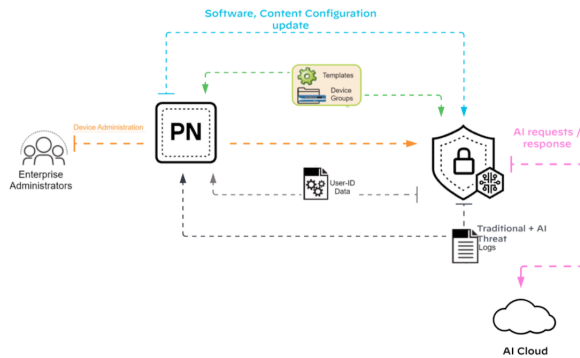 Software, Content Configuration
update
Templates
Device
Groups
Device Administration
PN
AI requests /
response
Enterprise
Administrators
User-ID
Data
Traditional + AI
Threat
Logs
AI Cloud